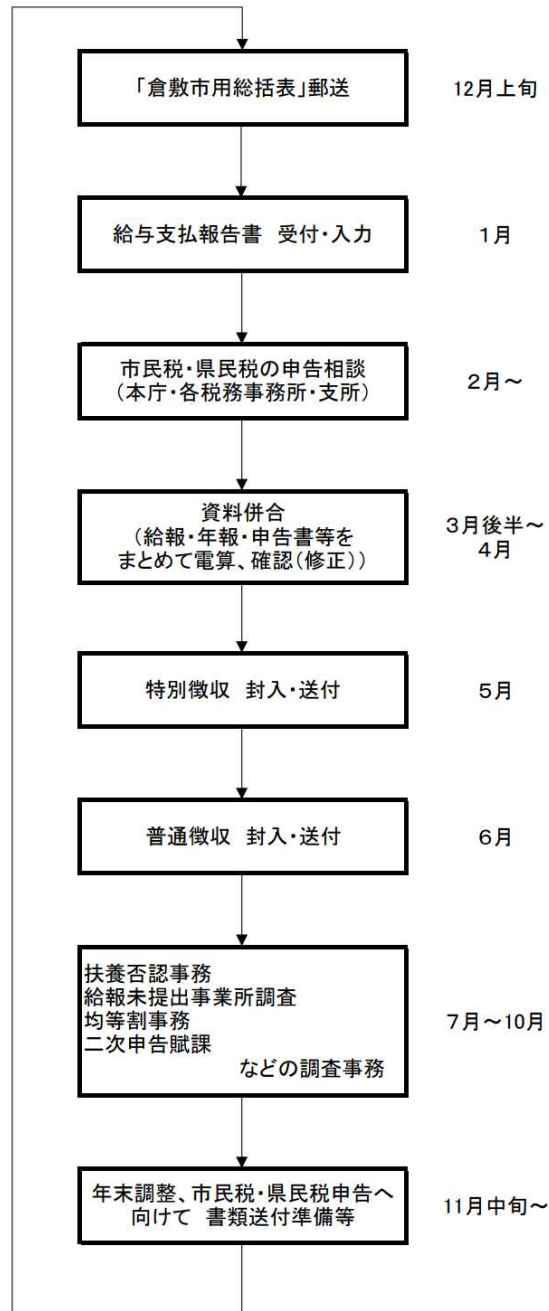 「倉敷市用総括表」郵送
12月上旬
給与支払報告書　受付・入力
1月
市民税・県民税の申告相談
（本庁・各税務事務所・支所）
２月～
資料併合
（給報・年報・申告書等を
まとめて電算、確認（修正））
３月後半～
４月
特別徴収　封入・送付
５月
普通徴収　封入・送付
６月
扶養否認事務
給報未提出事業所調査
均等割事務
二次申告賦課
などの調査事務
７月～10月
年末調整、市民税・県民税申告へ
向けて　書類送付準備等
11月中旬～